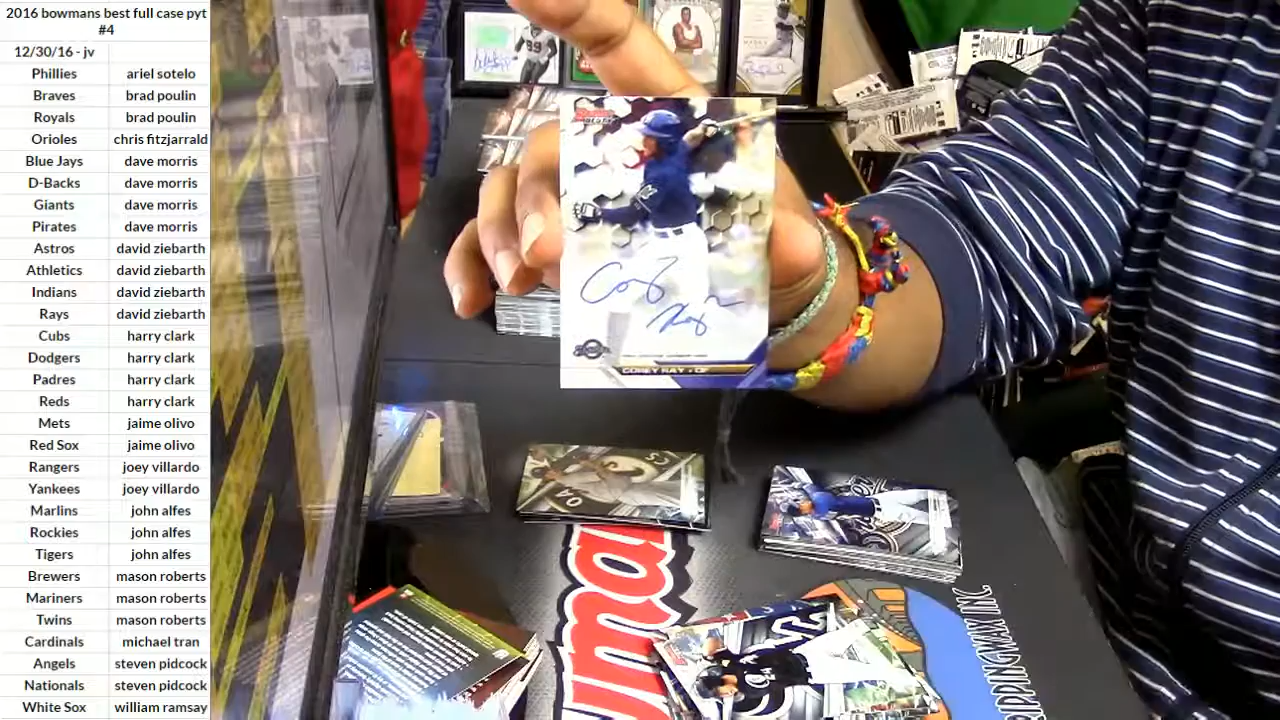 2016 bowmans best full case pyt
#4
12/30/16 - jv
Phillies ariel sotelo
Braves brad poulin
Royals brad poulin
Orioles chris fitzjarrald
Blue Jays dave morris
D-Backs dave morris
Giants dave morris
Pirates dave morris
Astros david ziebarth
Athletics david ziebarth
Indians david ziebarth
Rays david ziebarth
Cubs harry clark
Dodgers harry clark
Padres harry clark
Reds harry clark
Mets jaime olivo
Red Sox jaime olivo
Rangers joey villardo
Yankees joey villardo
Marlins john alfes
Rockies john alfes
Tigers john alfes
Brewers mason roberts
Mariners mason roberts
Twins mason roberts
Cardinals michael tran
Angels steven pidcock
Nationals steven pidcock
White Sox william ramsay
Corey Ray
COREY RAY - OF
RIPPINGWAX INC